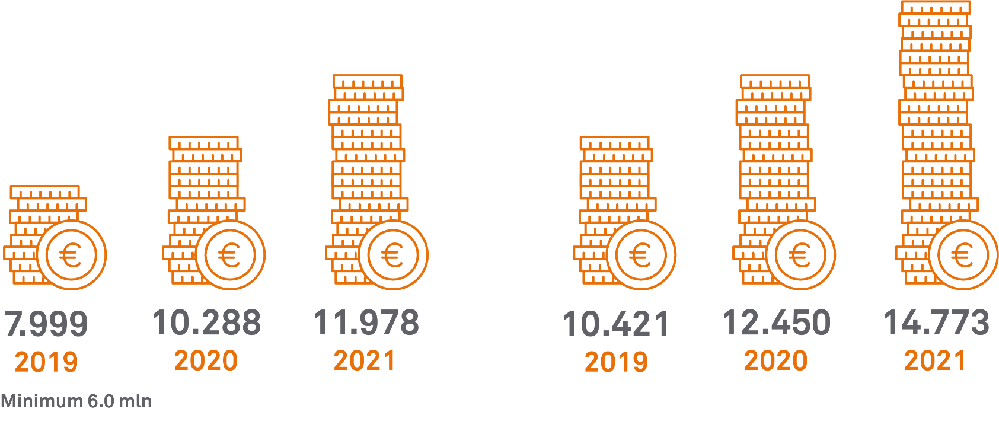 € € € € € €
7.999 10.288 11.978 10.421 12.450 14.773
2019 2020 2021 2019 2020 2021
Minimum 6.0 mln